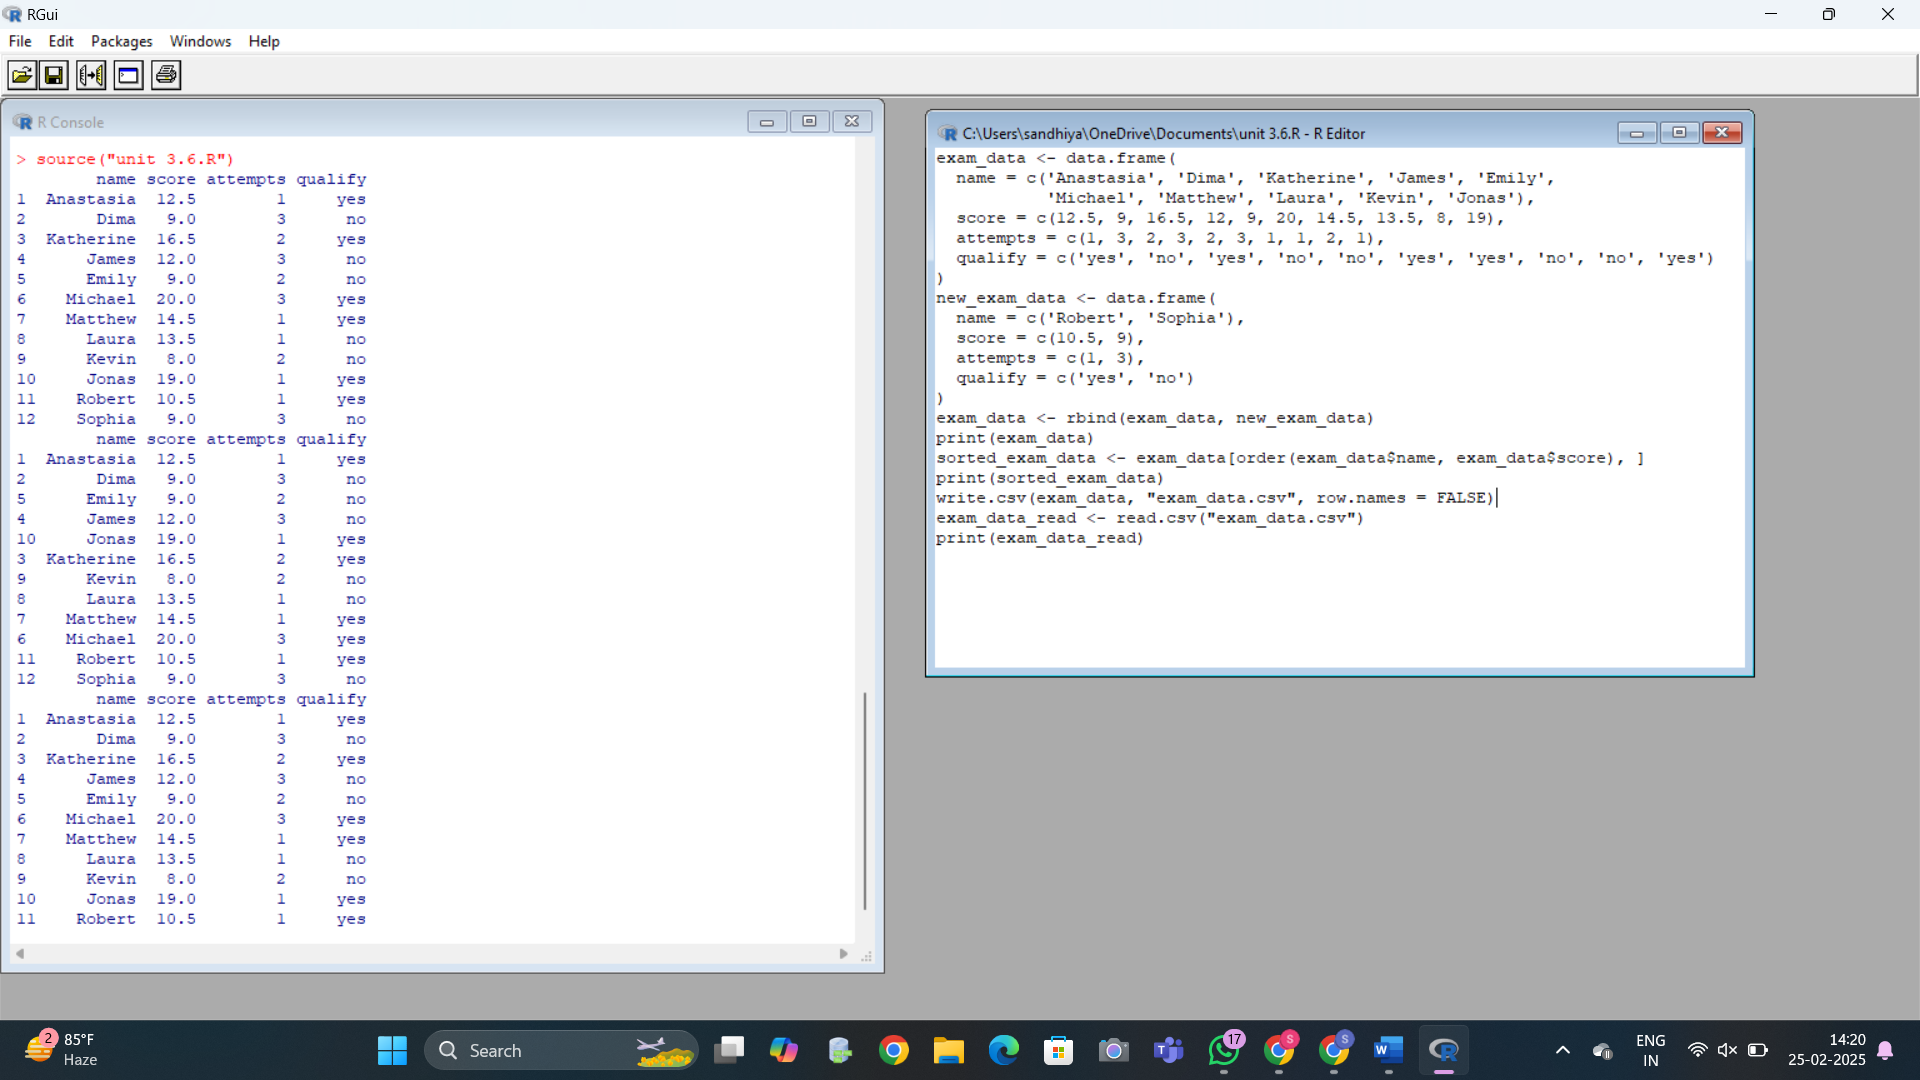 RGui
File Edit Packages Windows Help
R Console
> source("unit 3.6.R")
        name score attempts qualify
1  Anastasia  12.5        1     yes
2       Dima   9.0        3      no
3  Katherine  16.5        2     yes
4      James  12.0        3      no
5      Emily   9.0        2      no
6    Michael  20.0        3     yes
7    Matthew  14.5        1     yes
8      Laura  13.5        1      no
9      Kevin   8.0        2      no
10     Jonas  19.0        1     yes
11    Robert  10.5        1     yes
12    Sophia   9.0        3      no
        name score attempts qualify
1  Anastasia  12.5        1     yes
2       Dima   9.0        3      no
5      Emily   9.0        2      no
4      James  12.0        3      no
10     Jonas  19.0        1     yes
3  Katherine  16.5        2     yes
9      Kevin   8.0        2      no
8      Laura  13.5        1      no
7    Matthew  14.5        1     yes
6    Michael  20.0        3     yes
11    Robert  10.5        1     yes
12    Sophia   9.0        3      no
        name score attempts qualify
1  Anastasia  12.5        1     yes
2       Dima   9.0        3      no
3  Katherine  16.5        2     yes
4      James  12.0        3      no
5      Emily   9.0        2      no
6    Michael  20.0        3     yes
7    Matthew  14.5        1     yes
8      Laura  13.5        1      no
9      Kevin   8.0        2      no
10     Jonas  19.0        1     yes
11    Robert  10.5        1     yes
C:\Users\sandhiya\OneDrive\Documents\unit 3.6.R - R Editor
exam_data <- data.frame(
  name = c('Anastasia', 'Dima', 'Katherine', 'James', 'Emily',
           'Michael', 'Matthew', 'Laura', 'Kevin', 'Jonas'),
  score = c(12.5, 9, 16.5, 12, 9, 20, 14.5, 13.5, 8, 19),
  attempts = c(1, 3, 2, 3, 2, 3, 1, 1, 2, 1),
  qualify = c('yes', 'no', 'yes', 'no', 'no', 'yes', 'yes', 'no', 'no', 'yes')
)
new_exam_data <- data.frame(
  name = c('Robert', 'Sophia'),
  score = c(10.5, 9),
  attempts = c(1, 3),
  qualify = c('yes', 'no')
)
exam_data <- rbind(exam_data, new_exam_data)
print(exam_data)
sorted_exam_data <- exam_data[order(exam_data$name, exam_data$score), ]
print(sorted_exam_data)
write.csv(exam_data, "exam_data.csv", row.names = FALSE)
exam_data_read <- read.csv("exam_data.csv")
print(exam_data_read)
2
85°F
Haze
Search
17
S
S
ENG
IN
14:20
25-02-2025